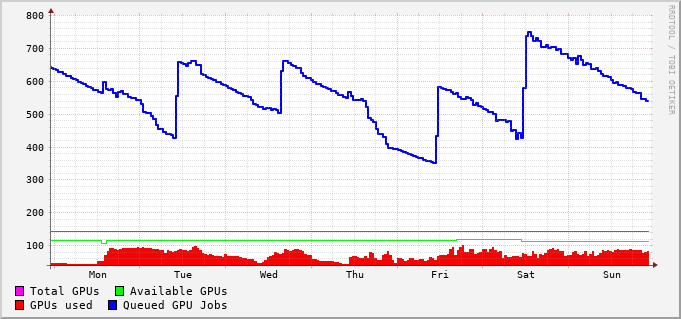 800
700
600
500
400
300
200
100
Mon Tue Wed Thu Fri Sat Sun
Total GPUs Available GPUs
GPUs used Queued GPU Jobs
RRDTOOL / TOBI OETIKER